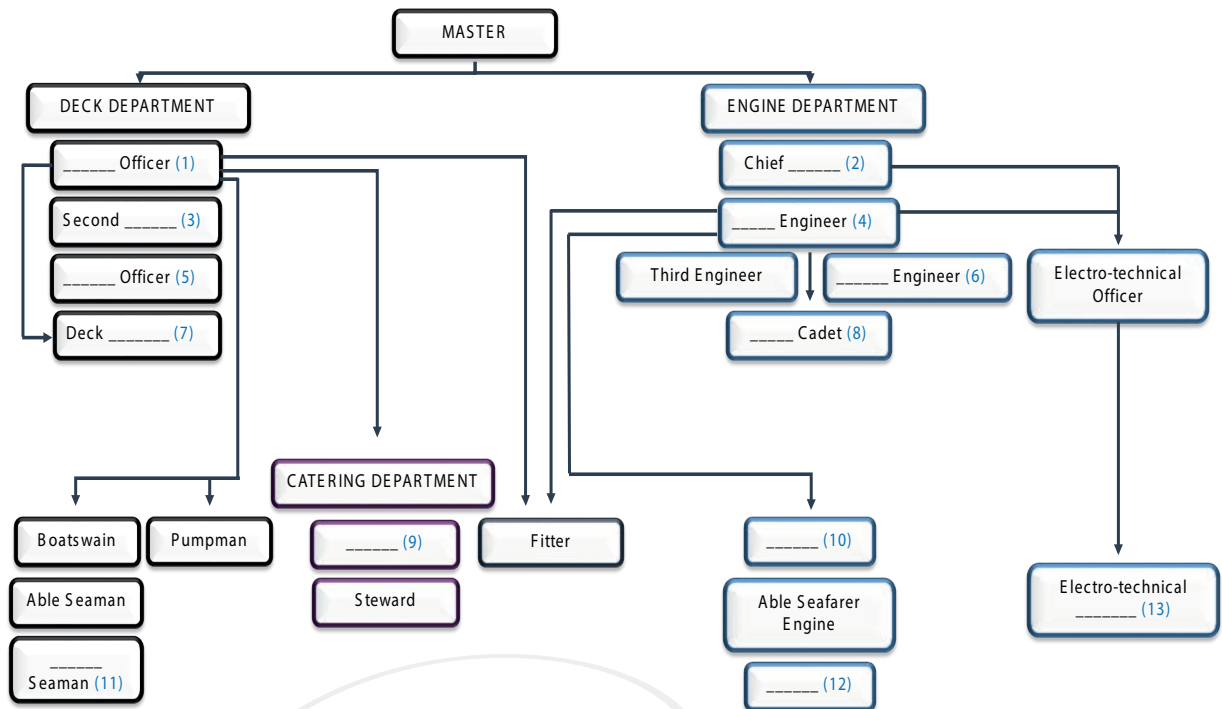 MASTER
DECK DEPARTMENT
ENGINE DEPARTMENT
______ Officer (1)
Chief ______ (2)
Second ______ (3)
_____ Engineer (4)
______ Officer (5)
Third Engineer
______ Engineer (6)
Electro-technical
Officer
Deck _______ (7)
_____ Cadet (8)
CATERING DEPARTMENT
Boatswain
Pumpman
______ (9)
Fitter
______ (10)
Able Seaman
Steward
Able Seafarer
Engine
Electro-technical
_______ (13)
______
Seaman (11)
______ (12)